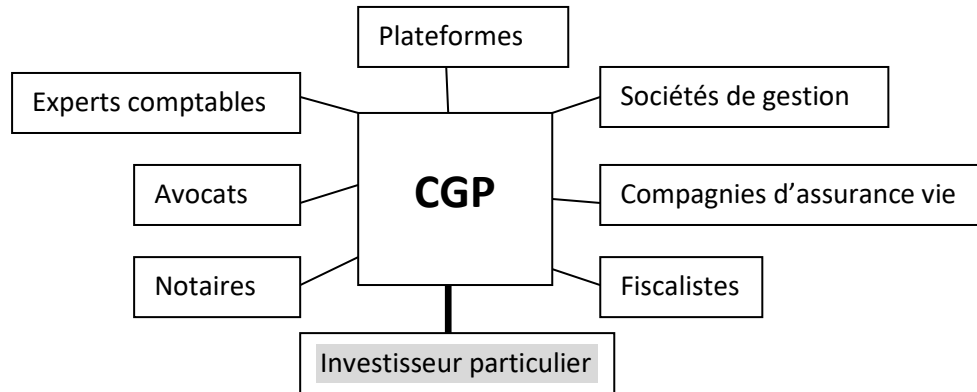 Plateformes
Experts comptables
Sociétés de gestion
Avocats
CGP
Compagnies d’assurance vie
Notaires
Fiscalistes
Investisseur particulier